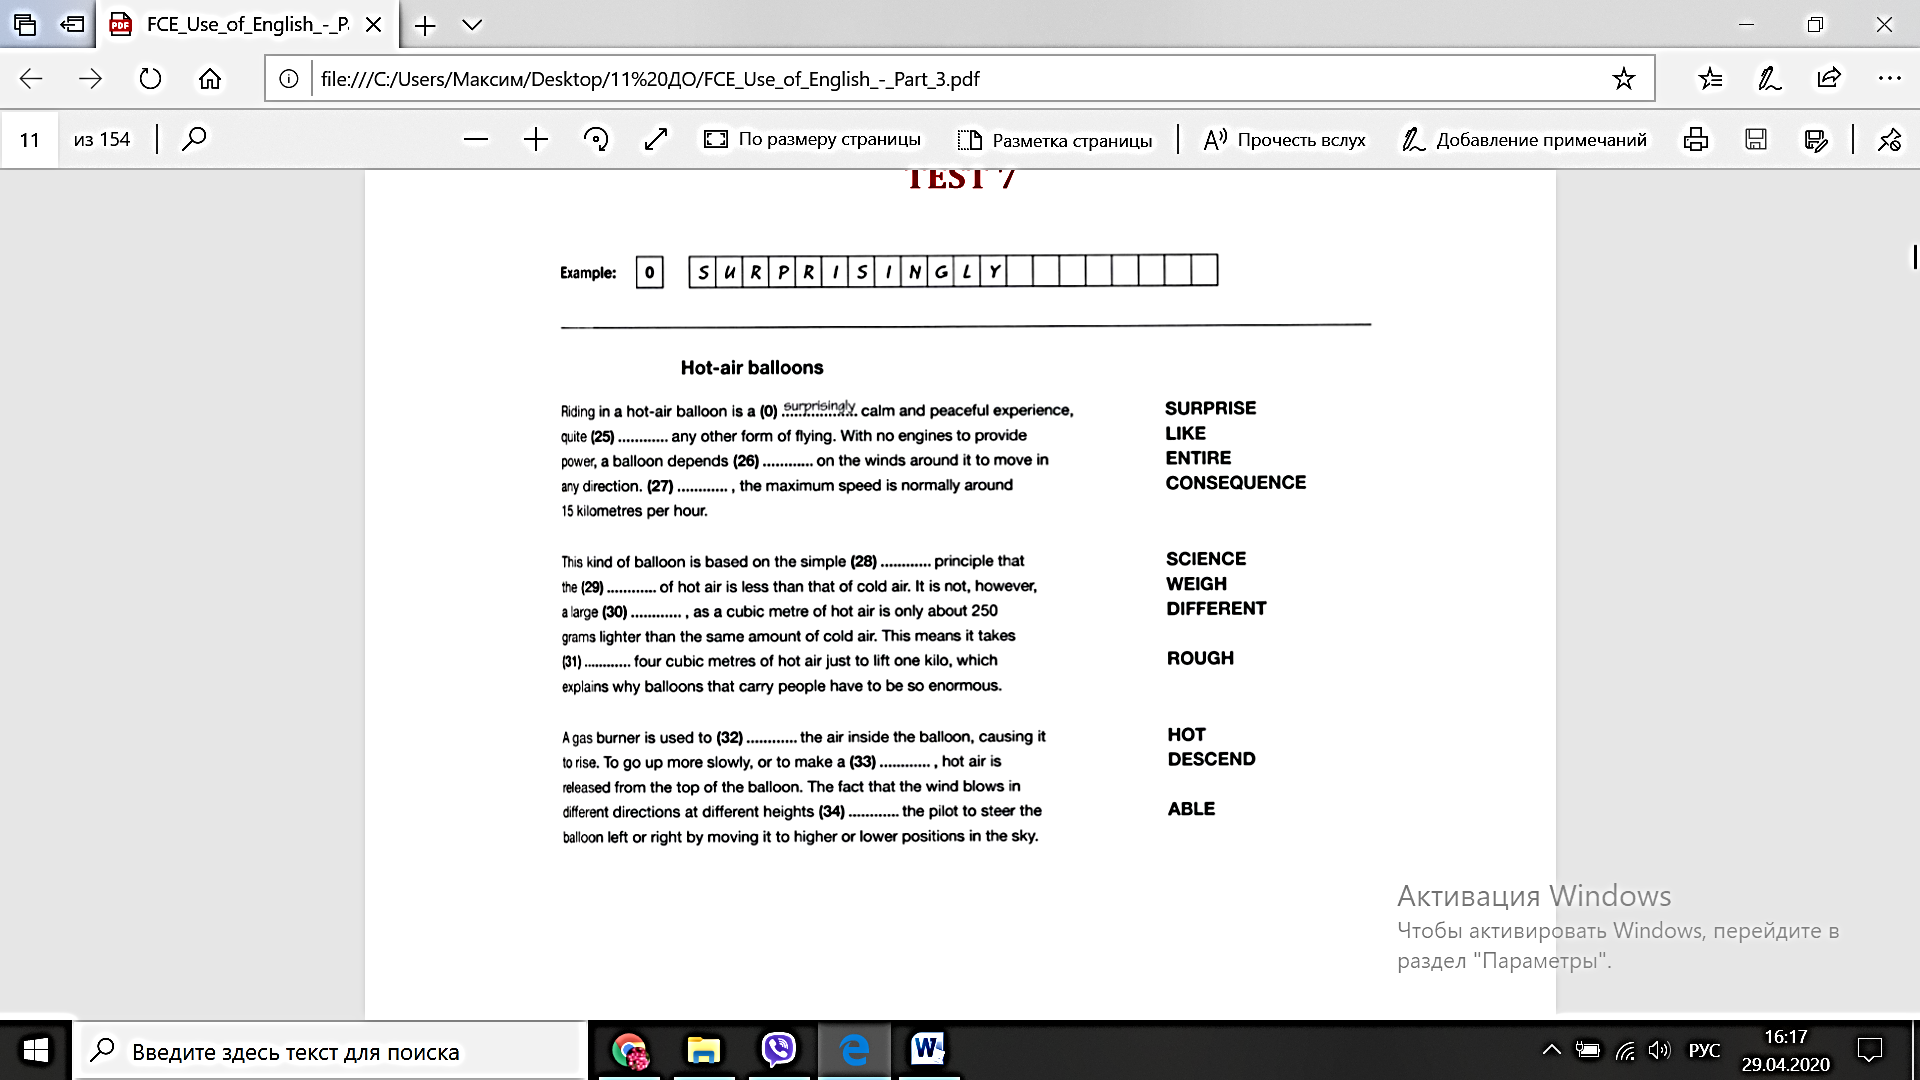 FCE_Use_of_English_-_P
file:///C:/Users/Максим/Desktop/11%20ДО/FCE_Use_of_English_-_Part_3.pdf
11 из 154 По размеру страницы Разметка страницы Прочесть вслух Добавление примечаний
TEST 7
Example: 0 SURPRISINGLY
Hot-air balloons
Riding in a hot-air balloon is a (0) surprisingly calm and peaceful experience, SURPRISE
quite (25) ............ any other form of flying. With no engines to provide LIKE
power, a balloon depends (26) ............ on the winds around it to move in ENTIRE
any direction. (27) ............ , the maximum speed is normally around CONSEQUENCE
15 kilometres per hour.
This kind of balloon is based on the simple (28) ............ principle that SCIENCE
the (29) ............ of hot air is less than that of cold air. It is not, however, WEIGH
a large (30) ............ , as a cubic metre of hot air is only about 250 DIFFERENT
grams lighter than the same amount of cold air. This means it takes
(31) ............ four cubic metres of hot air just to lift one kilo, which ROUGH
explains why balloons that carry people have to be so enormous.
A gas burner is used to (32) ............ the air inside the balloon, causing it HOT
to rise. To go up more slowly, or to make a (33) ............ , hot air is DESCEND
released from the top of the balloon. The fact that the wind blows in
different directions at different heights (34) ............ the pilot to steer the ABLE
balloon left or right by moving it to higher or lower positions in the sky.
Активация Windows
Чтобы активировать Windows, перейдите в
раздел "Параметры".
Введите здесь текст для поиска
РУС
16:17
29.04.2020